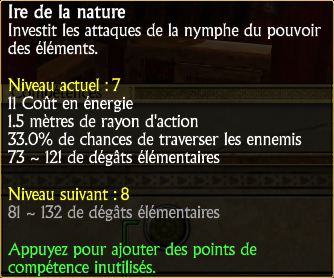 Ire de la nature
Investit les attaques de la nymphe du pouvoir
des éléments.
Niveau actuel : 7
11 Coût en énergie
1.5 mètres de rayon d'action
33.0% de chances de traverser les ennemis
73 ~ 121 de dégâts élémentaires
Niveau suivant : 8
81 ~ 132 de dégâts élémentaires
Appuyez pour ajouter des points de
compétence inutilisés.